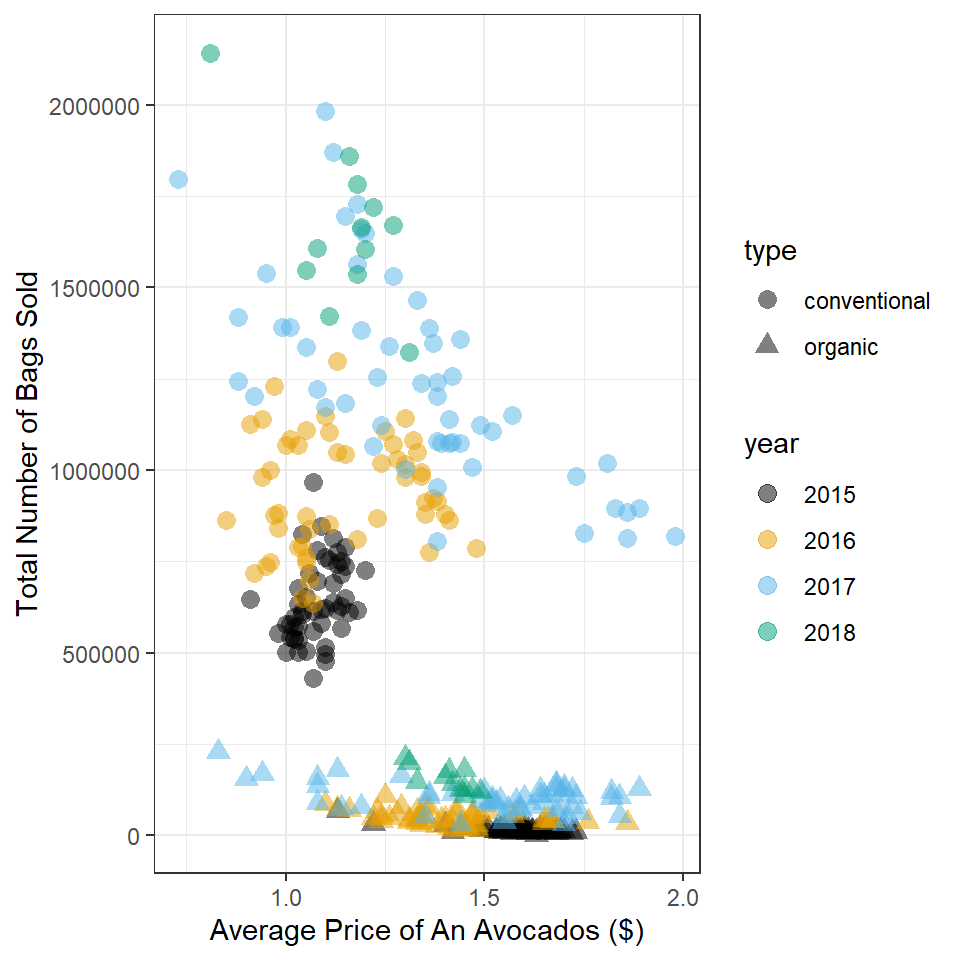 2000000
1500000
1000000
500000
0
Total Number of Bags Sold
1.0
1.5
2.0
Average Price of An Avocados ($)
type
conventional
organic
year
2015
2016
2017
2018